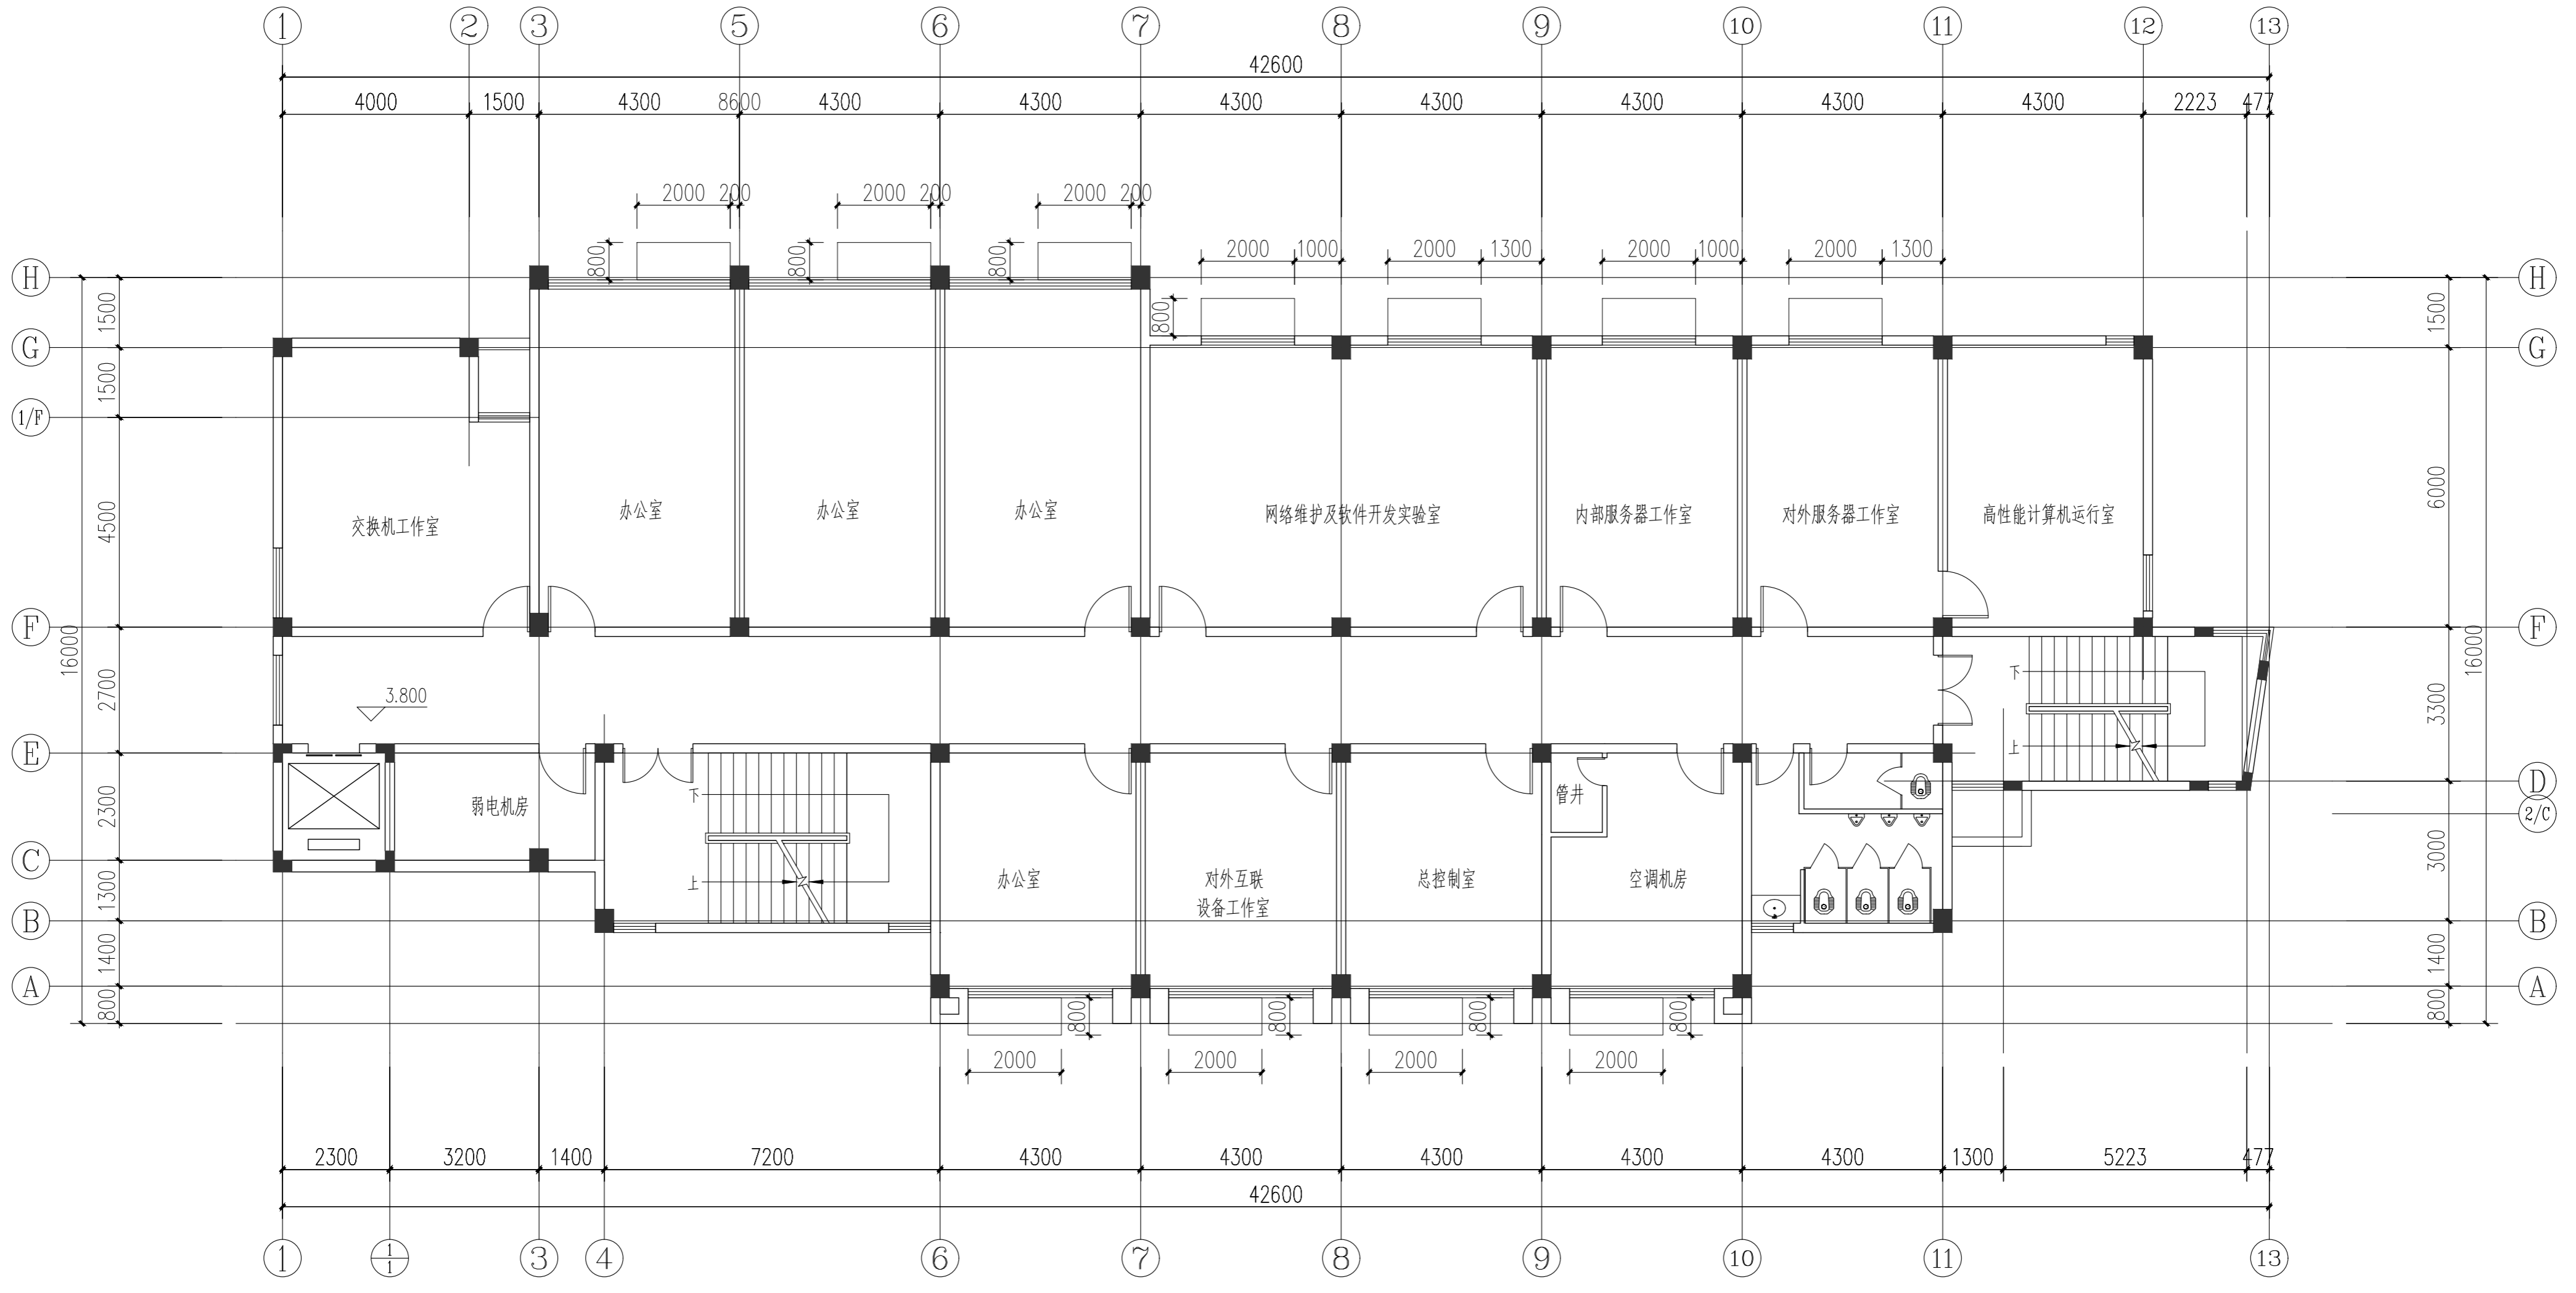 1 2 3 5 6 7 8 9 10 11 12 13
42600
4000 1500 4300 8600 4300 4300 4300 4300 4300 4300 4300 2223 477
2000 200 2000 200 2000 200
800 800 800
2000 1000 2000 1300 2000 1000 2000 1300
800
H H
1500 1500
G G
1500
1/F
4500 6000
办公室 办公室 办公室
交换机工作室
网络维护及软件开发实验室 内部服务器工作室 对外服务器工作室 高性能计算机运行室
F F
16000 16000
2700 3300
3.800
下
上
E
D
2/C
2300
弱电机房
下
管井
C
3000
上
办公室 对外互联 总控制室 空调机房
设备工作室
1300
B B
1400 1400
A A
800 800
800 800 800 800
2000 2000 2000 2000
2300 3200 1400 7200 4300 4300 4300 4300 4300 1300 5223 477
42600
1 1/1 3 4 6 7 8 9 10 11 13